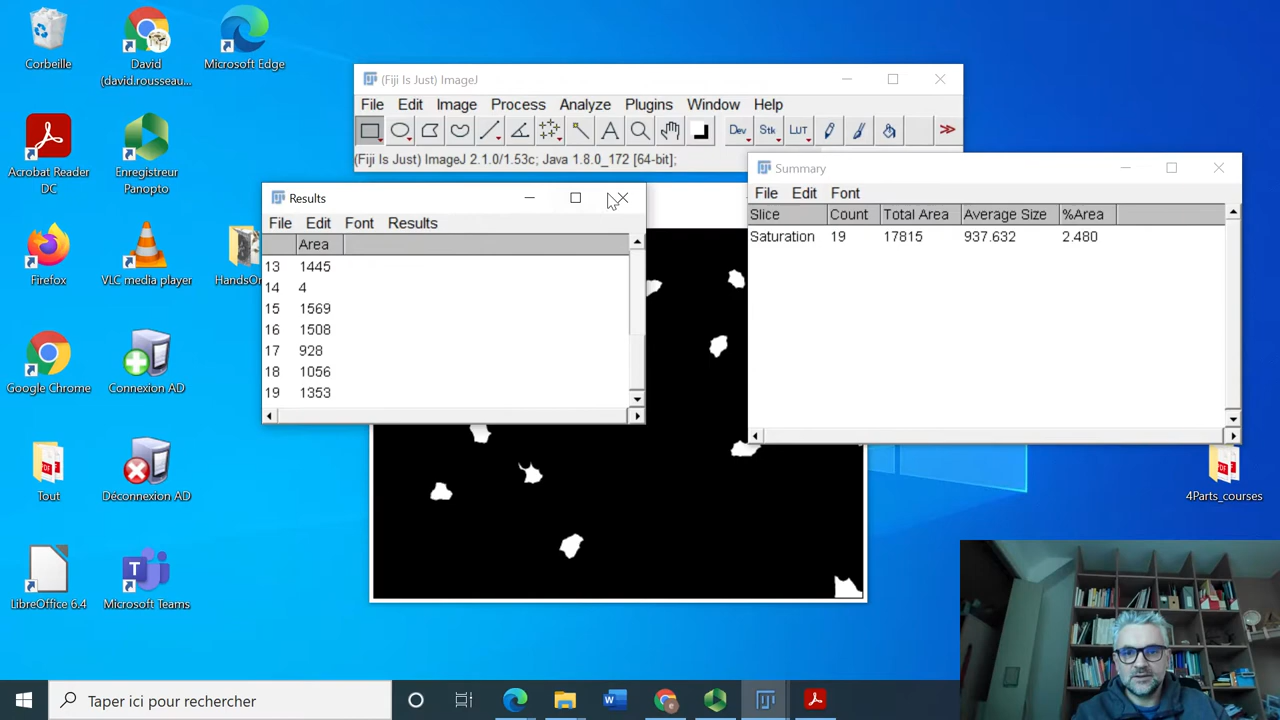 Corbeille
David
(david.rousseau...
Microsoft Edge
Acrobat Reader
DC
Enregistreur
Panopto
Firefox
VLC media player
HandsOn
Google Chrome
Connexion AD
Tout
Déconnexion AD
LibreOffice 6.4
Microsoft Teams
(Fiji Is Just) ImageJ
File Edit Image Process Analyze Plugins Window Help
A Dev Stk LUT >>
(Fiji Is Just) ImageJ 2.1.0/1.53c; Java 1.8.0_172 [64-bit];
Results
File Edit Font Results
Area
13 1445
14 4
15 1569
16 1508
17 928
18 1056
19 1353
Summary
File Edit Font
Slice Count Total Area Average Size %Area
Saturation 19 17815 937.632 2.480
4Parts_courses
Taper ici pour rechercher